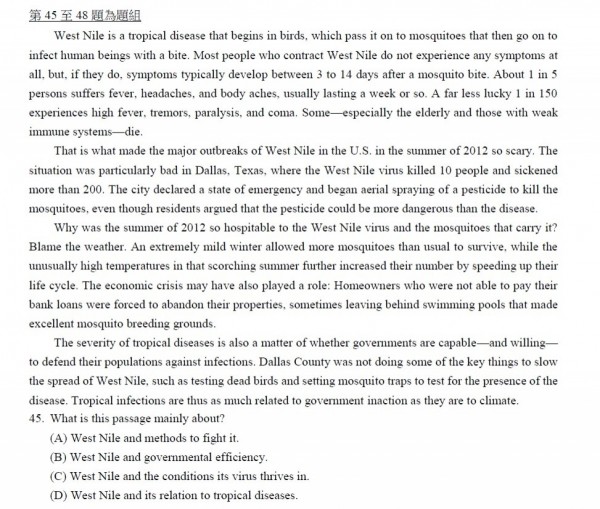 第 45 至 48 題為題組
West Nile is a tropical disease that begins in birds, which pass it on to mosquitoes that then go on to
infect human beings with a bite. Most people who contract West Nile do not experience any symptoms at
all, but, if they do, symptoms typically develop between 3 to 14 days after a mosquito bite. About 1 in 5
persons suffers fever, headaches, and body aches, usually lasting a week or so. A far less lucky 1 in 150
experiences high fever, tremors, paralysis, and coma. Some—especially the elderly and those with weak
immune systems—die.
That is what made the major outbreaks of West Nile in the U.S. in the summer of 2012 so scary. The
situation was particularly bad in Dallas, Texas, where the West Nile virus killed 10 people and sickened
more than 200. The city declared a state of emergency and began aerial spraying of a pesticide to kill the
mosquitoes, even though residents argued that the pesticide could be more dangerous than the disease.
Why was the summer of 2012 so hospitable to the West Nile virus and the mosquitoes that carry it?
Blame the weather. An extremely mild winter allowed more mosquitoes than usual to survive, while the
unusually high temperatures in that scorching summer further increased their number by speeding up their
life cycle. The economic crisis may have also played a role: Homeowners who were not able to pay their
bank loans were forced to abandon their properties, sometimes leaving behind swimming pools that made
excellent mosquito breeding grounds.
The severity of tropical diseases is also a matter of whether governments are capable—and willing—
to defend their populations against infections. Dallas County was not doing some of the key things to slow
the spread of West Nile, such as testing dead birds and setting mosquito traps to test for the presence of the
disease. Tropical infections are thus as much related to government inaction as they are to climate.
45. What is this passage mainly about?
(A) West Nile and methods to fight it.
(B) West Nile and governmental efficiency.
(C) West Nile and the conditions its virus thrives in.
(D) West Nile and its relation to tropical diseases.